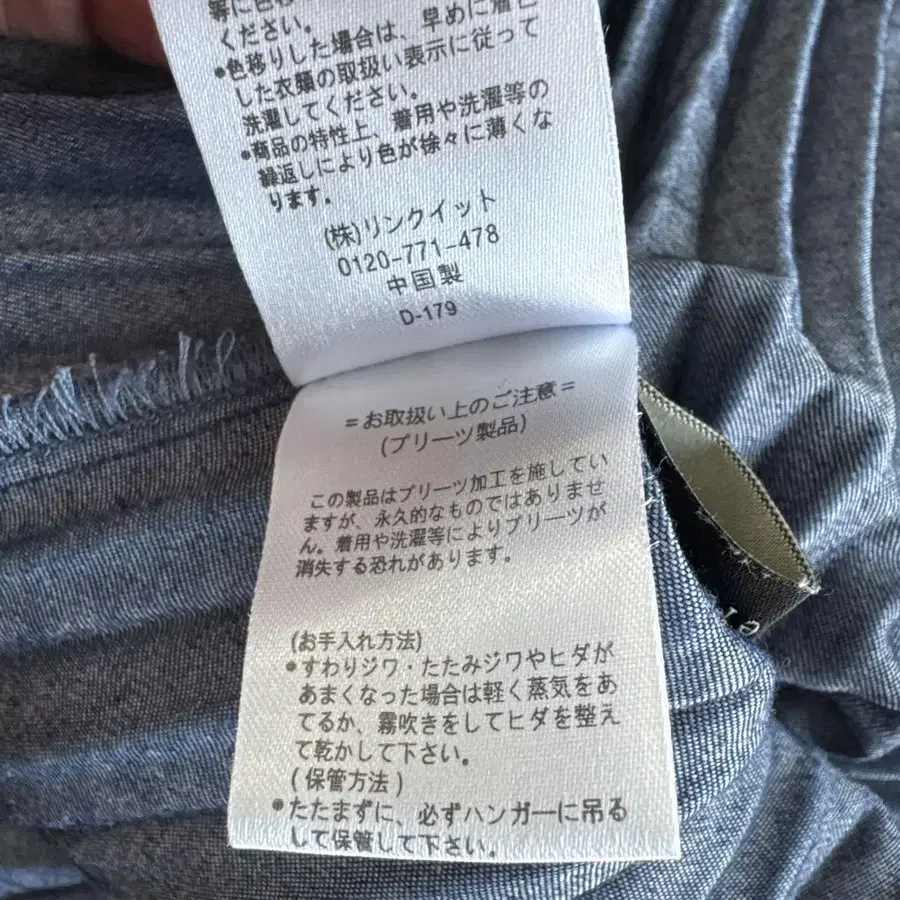 ください。
•色移りした場合は、早めに着
した衣類の取扱い表示に従って
洗濯してください。
•商品の特性上、着用や洗濯等の
繰返しにより色が徐々に薄くな
ります。
(株)リンクイット
0120-771-478
中国製
D-179
=お取扱い上のご注意=
(プリーツ製品)
この製品はプリーツ加工を施してい
ますが、永久的なものではありませ
ん。着用や洗濯等によりプリーツが
消失する恐れがあります。
(お手入れ方法)
•すわりジワ・たたみジワやヒダが
あまくなった場合は軽く蒸気をあ
てるか、霧吹きをしてヒダを整え
て乾かして下さい。
(保管方法)
•たたまずに、必ずハンガーに吊る
して保管して下さい。